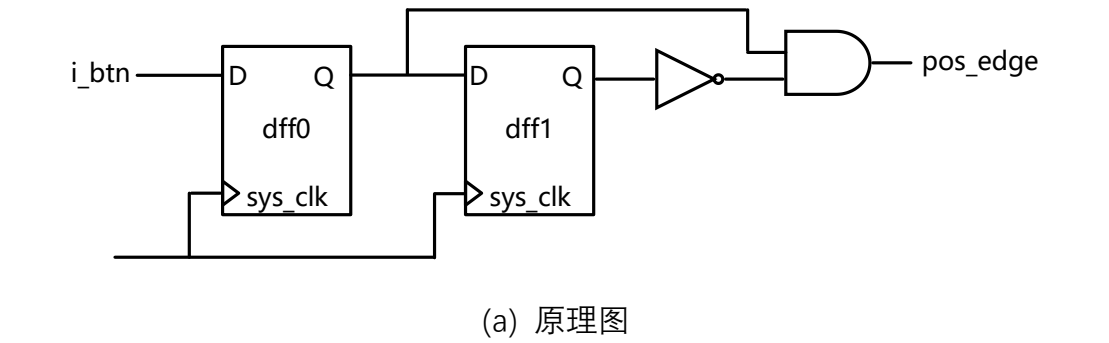 i_btn
D
Q
dff0
sys_clk
D
Q
dff1
sys_clk
pos_edge
(a) 原理图